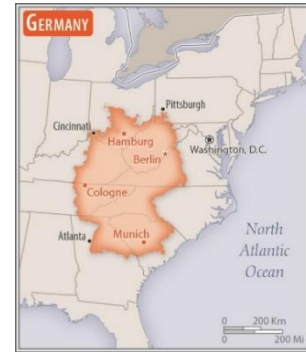 GERMANY
Pittsburgh
Cincinnati
Hamburg
Berlin
Washington, D.C.
Cologne
Munich
Atlanta
North
Atlantic
Ocean
0 200 Km
0 200 Mi